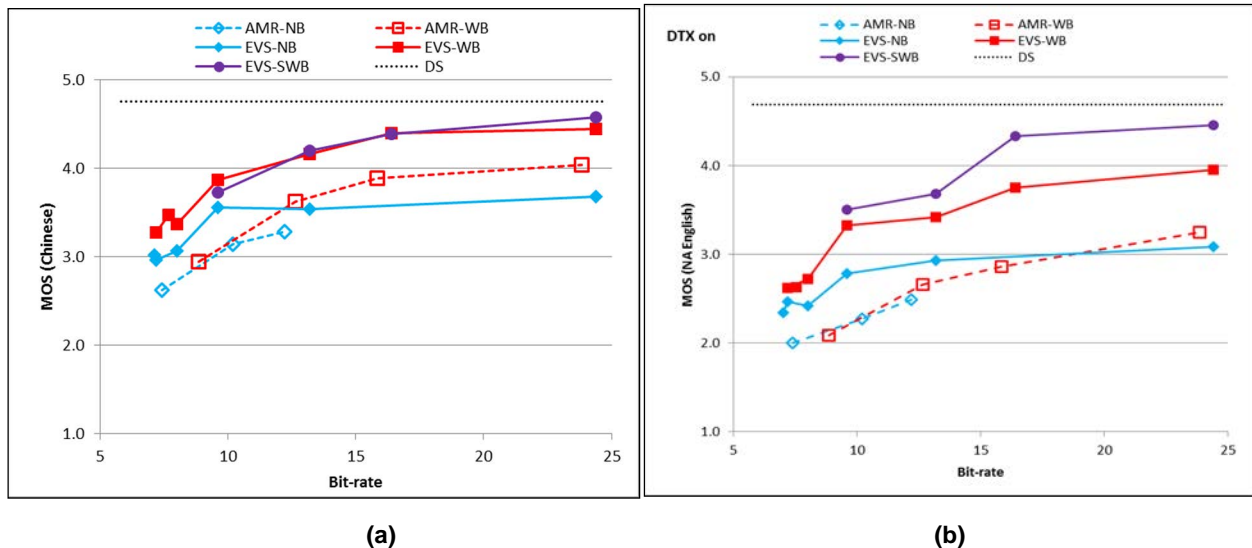 AMR-NB AMR-WB
EVS-NB EVS-WB
EVS-SWB DS
5.0
4.0
3.0
2.0
1.0
MOS (Chinese)
5 10 15 20 25
Bit-rate
(a)
DTX on
AMR-NB AMR-WB
EVS-NB EVS-WB
EVS-SWB DS
5.0
4.0
3.0
2.0
1.0
MOS (NA English)
5 10 15 20 25
Bit-rate
(b)